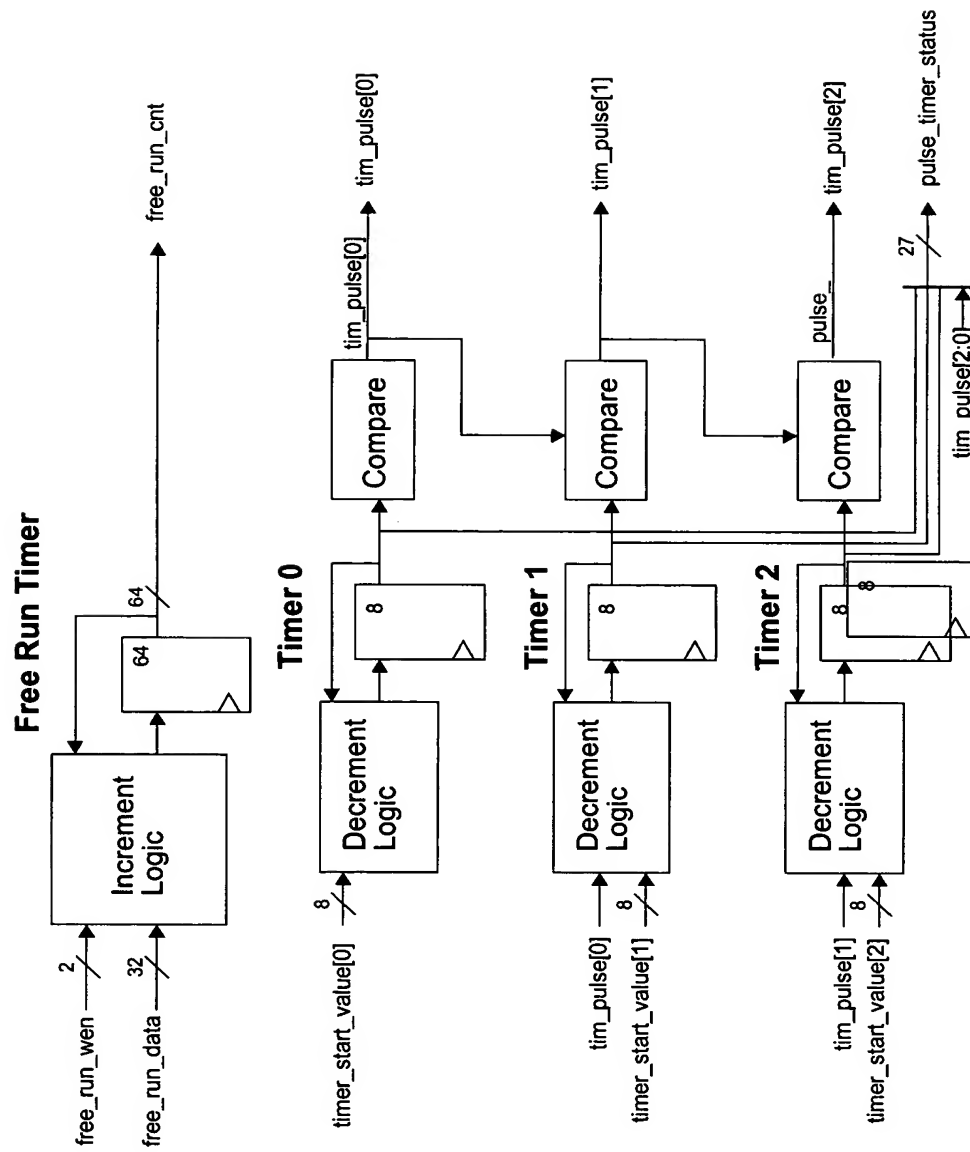 Free Run Timer
free_run_wen
2
free_run_data
32
Increment
Logic
64
64
free_run_cnt
Timer 0
timer_start_value[0]
8
Decrement
Logic
8
Compare
tim_pulse[0]
tim_pulse[0]
Timer 1
tim_pulse[0]
timer_start_value[1]
8
Decrement
Logic
8
Compare
tim_pulse[1]
Timer 2
tim_pulse[1]
timer_start_value[2]
8
Decrement
Logic
8
8
Compare
pulse_
tim_pulse[2]
27
pulse_timer_status
tim_pulse[2:0]